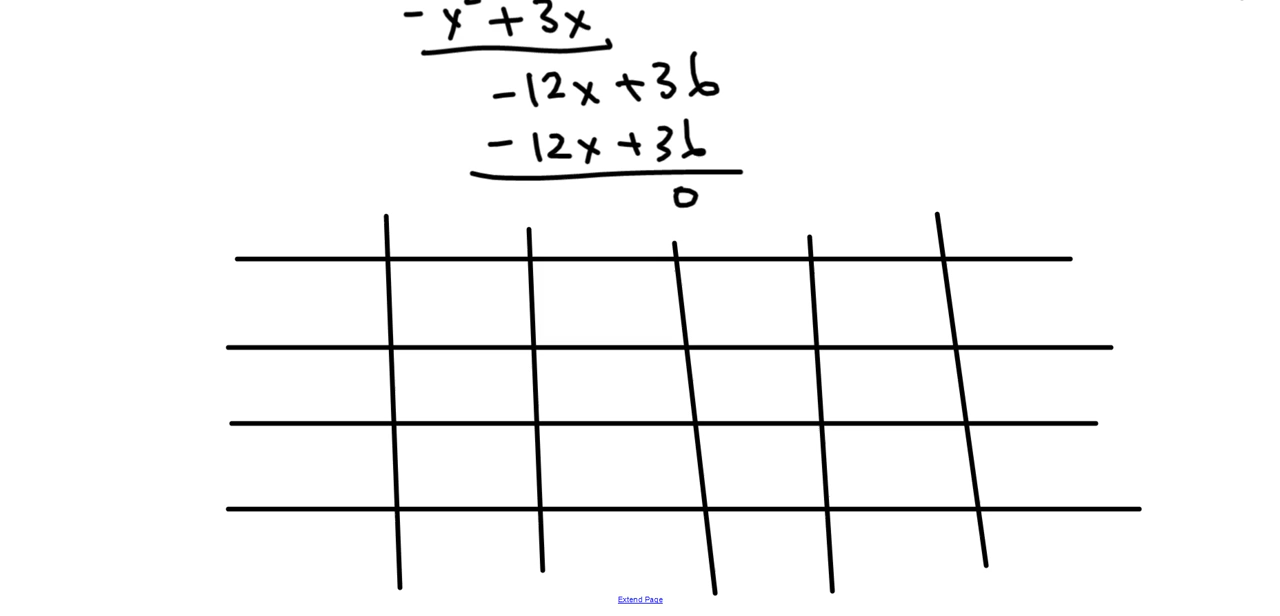 - x² + 3x
-12x + 36
- 12x + 36
0
Extend Page